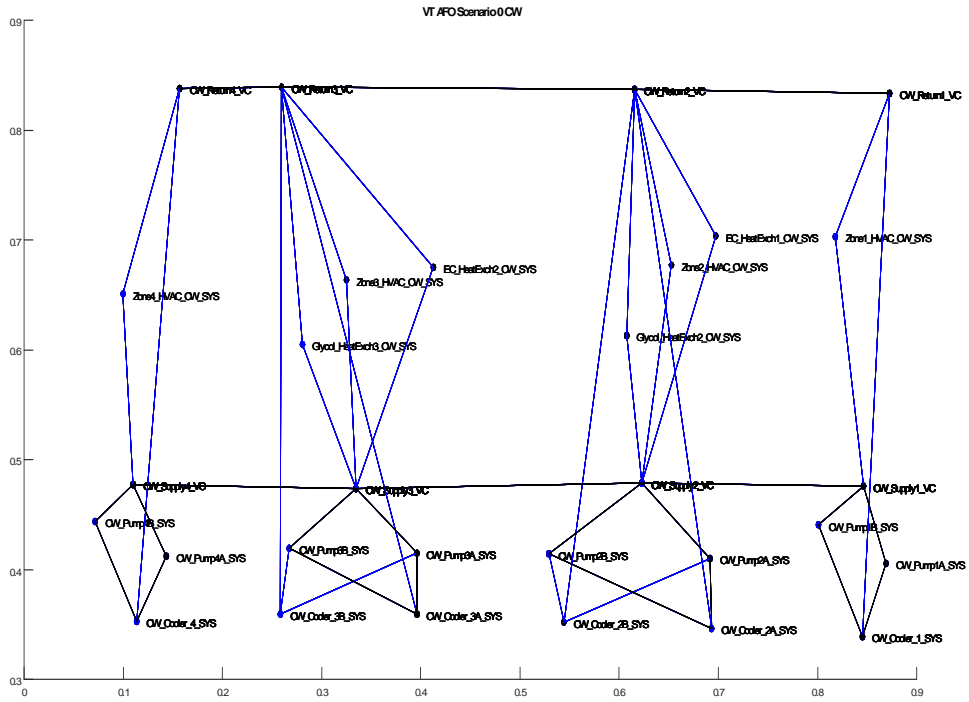 VT AFO Scenario 0 CW
0.9
CW_Return4_VC
CW_Return3_VC
CW_Return2_VC
CW_Return1_VC
0.8
0.7
EC_HeatExch1_CW_SYS
Zone1_HVAC_CW_SYS
EC_HeatExch2_CW_SYS
Zone2_HVAC_CW_SYS
Zone3_HVAC_CW_SYS
Zone4_HVAC_CW_SYS
0.6
Glycol_HeatExch2_CW_SYS
Glycol_HeatExch3_CW_SYS
0.5
CW_Supply4_VC
CW_Supply3_VC
CW_Supply2_VC
CW_Supply1_VC
CW_Pump4B_SYS
CW_Pump1B_SYS
CW_Pump4A_SYS
CW_Pump3B_SYS
CW_Pump3A_SYS
CW_Pump2B_SYS
CW_Pump2A_SYS
CW_Pump1A_SYS
0.4
CW_Cooler_4_SYS
CW_Cooler_3B_SYS
CW_Cooler_3A_SYS
CW_Cooler_2B_SYS
CW_Cooler_2A_SYS
CW_Cooler_1_SYS
0.3
0
0.1
0.2
0.3
0.4
0.5
0.6
0.7
0.8
0.9